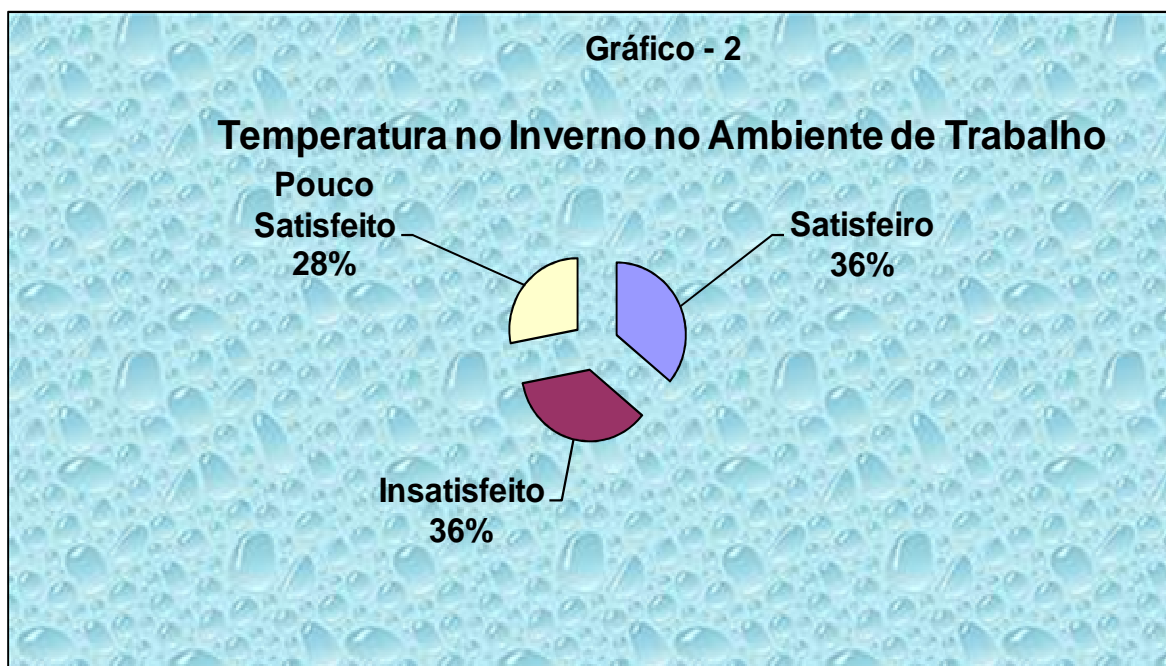 Gráfico - 2
Temperatura no Inverno no Ambiente de Trabalho
Pouco
Satisfeito
28%
Satisfeiro
36%
Insatisfeito
36%